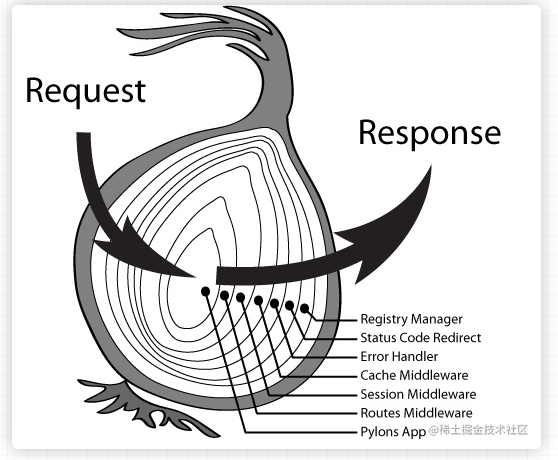 Request
Response
Registry Manager
Status Code Redirect
Error Handler
Cache Middleware
Session Middleware
Routes Middleware
Pylons App
@稀土掘金技术社区